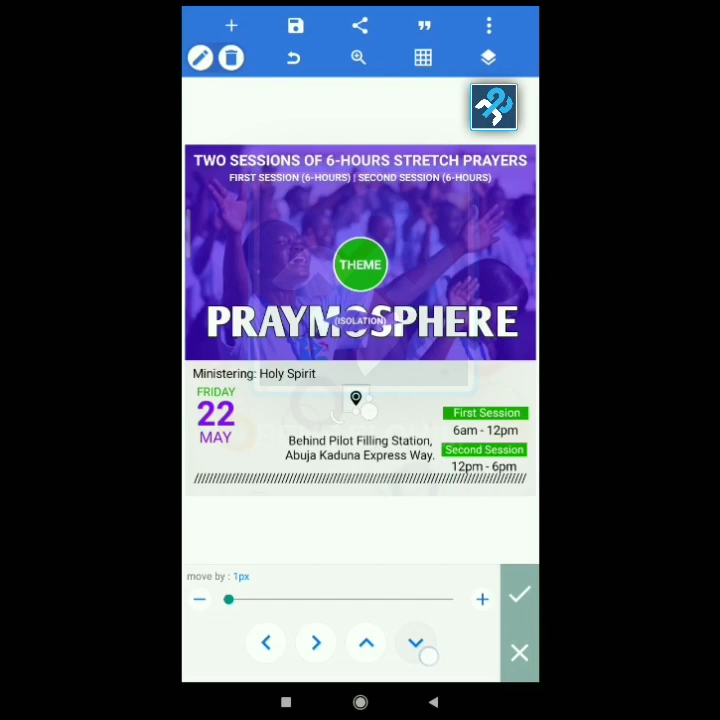 TWO SESSIONS OF 6-HOURS STRETCH PRAYERS
FIRST SESSION (6-HOURS) | SECOND SESSION (6-HOURS)
THEME
PRAYMOSPHERE
(ISOLATION)
Ministering: Holy Spirit
FRIDAY
22
MAY
Behind Pilot Filling Station,
Abuja Kaduna Express Way.
First Session
6am - 12pm
Second Session
12pm - 6pm
move by : 1px